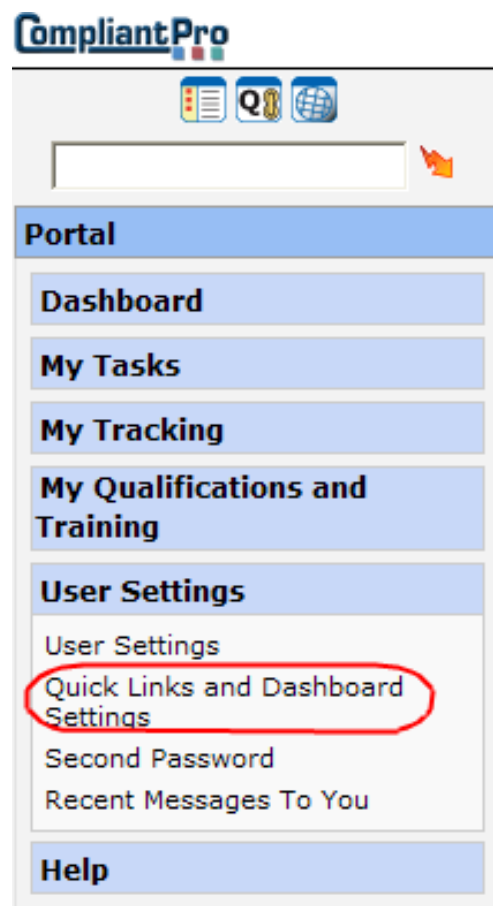 CompliantPro
Q
Portal
Dashboard
My Tasks
My Tracking
My Qualifications and
Training
User Settings
User Settings
Quick Links and Dashboard
Settings
Second Password
Recent Messages To You
Help